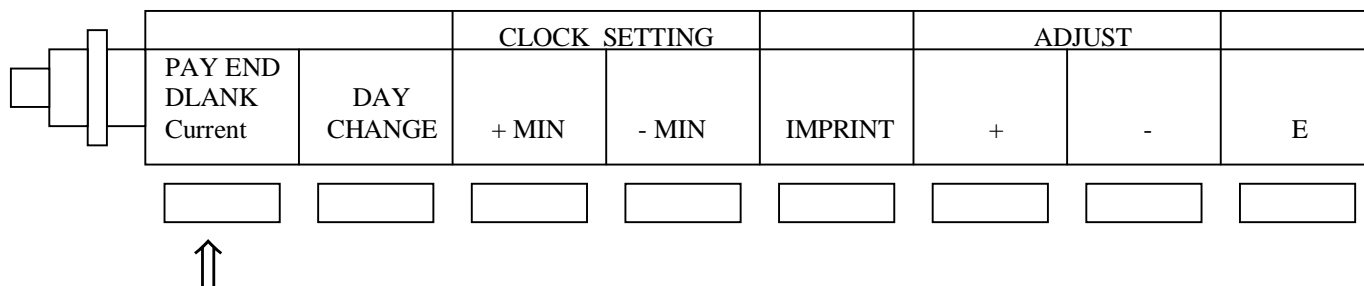 CLOCK SETTING
ADJUST
PAY END
DLANK
Current
DAY
CHANGE
+ MIN
- MIN
IMPRINT
+
-
E